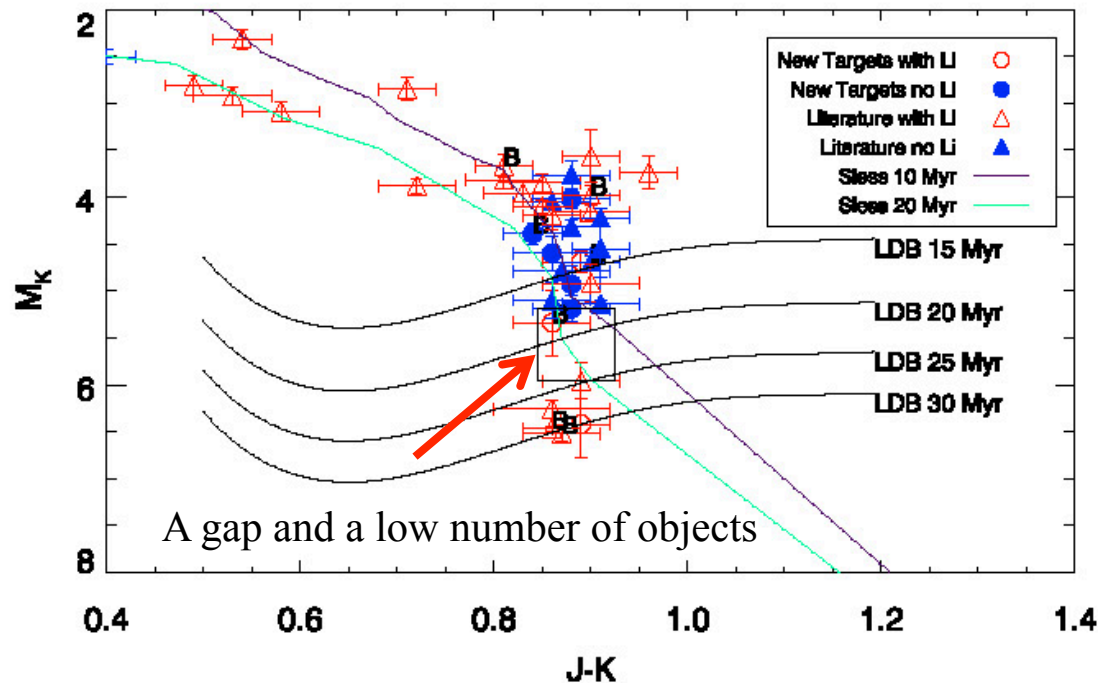 2
4
6
8
M_K
0.4
0.6
0.8
1.0
1.2
1.4
J-K
New Targets with Li
New Targets no Li
Literature with Li
Literature no Li
Siess 10 Myr
Siess 20 Myr
LDB 15 Myr
LDB 20 Myr
LDB 25 Myr
LDB 30 Myr
B
B
B
B
B
B
B
A gap and a low number of objects